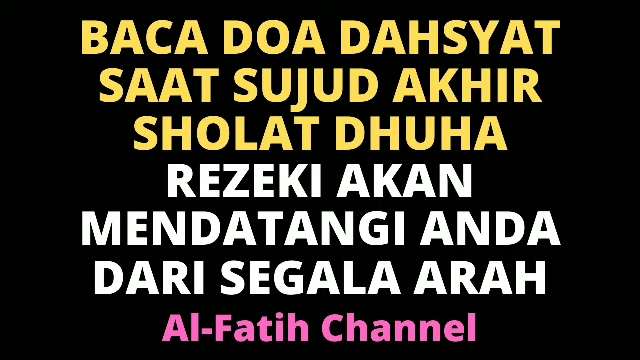 BACA DOA DAHSYAT
SAAT SUJUD AKHIR
SHOLAT DHUHA
REZEKI AKAN
MENDATANGI ANDA
DARI SEGALA ARAH
Al-Fatih Channel